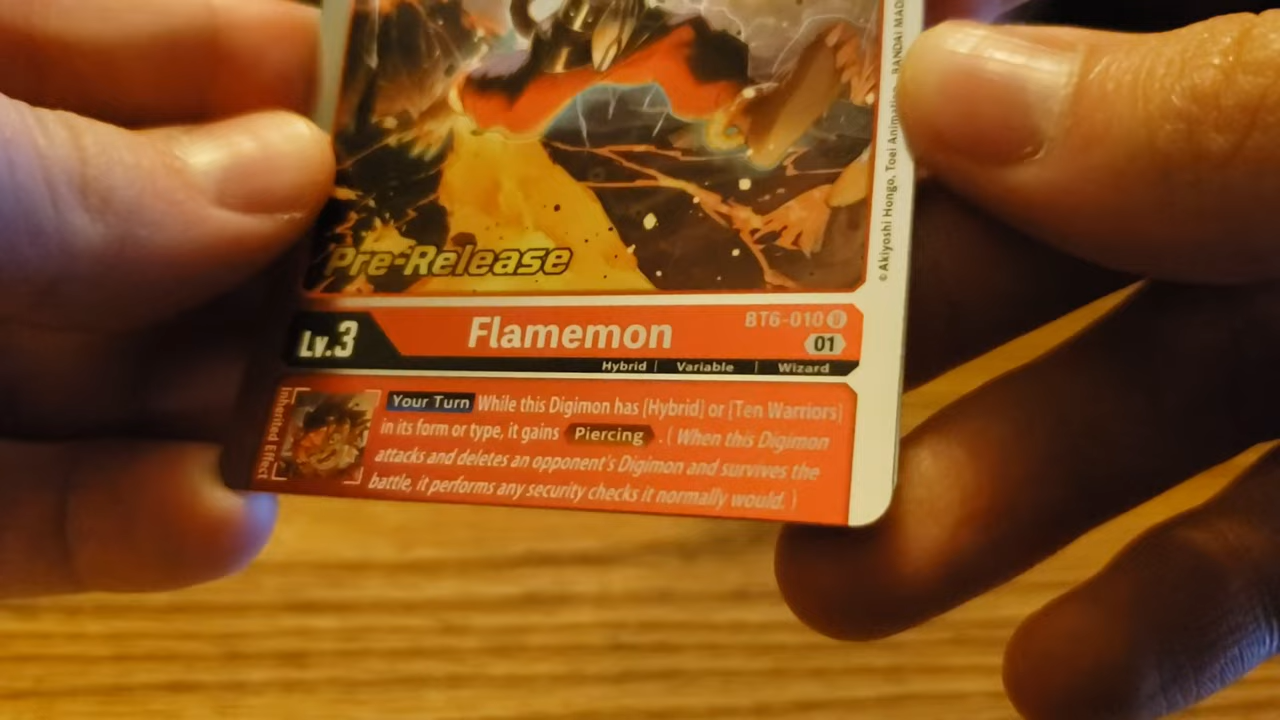 ©Akiyoshi Hongo, Toei Animation, BANDAI MAD
Pre-Release
Lv.3
Flamemon
BT6-010 U
01
Hybrid | Variable | Wizard
Inherited Effect
Your Turn While this Digimon has [Hybrid] or [Ten Warriors]
in its form or type, it gains Piercing . ( When this Digimon
attacks and deletes an opponent's Digimon and survives the
battle, it performs any security checks it normally would. )